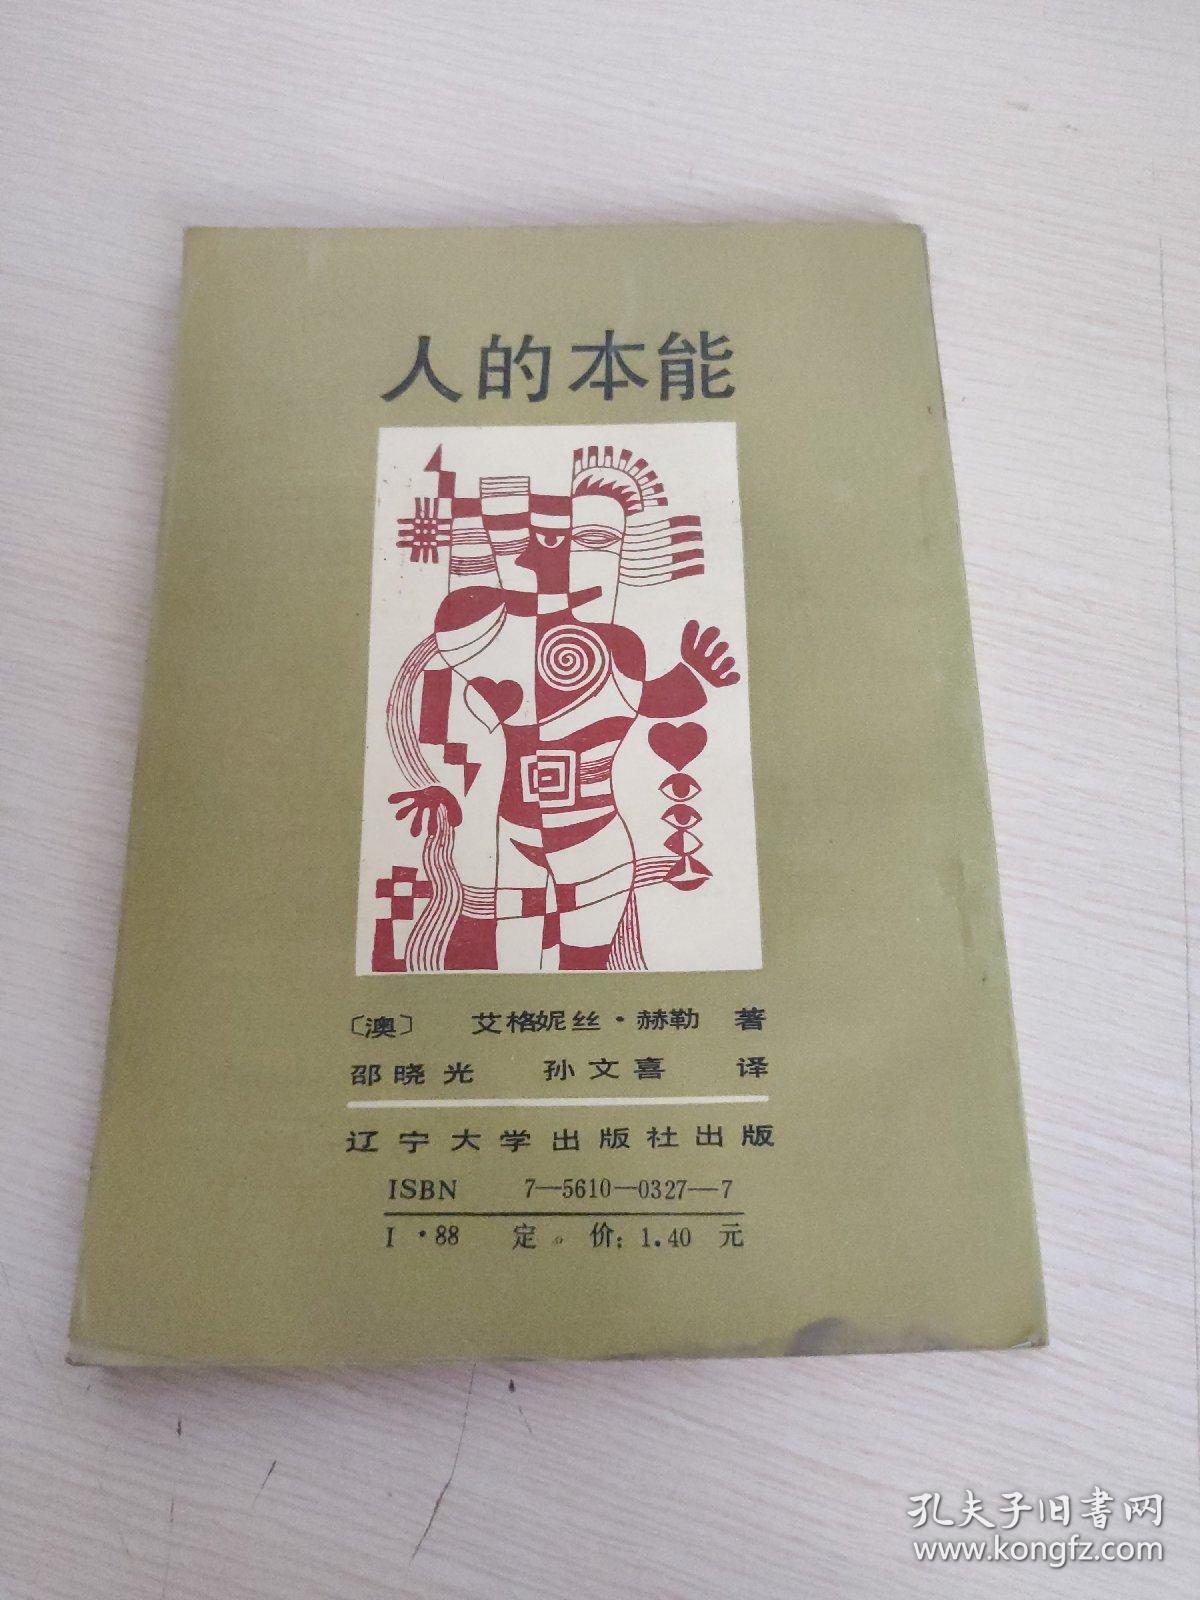 人的本能
〔澳〕 艾格妮丝·赫勒 著
邵晓光 孙文喜 译
辽宁大学出版社出版
ISBN 7—5610—0327—7
I·88 定价：1.40 元
孔夫子旧书网
www.kongfz.com